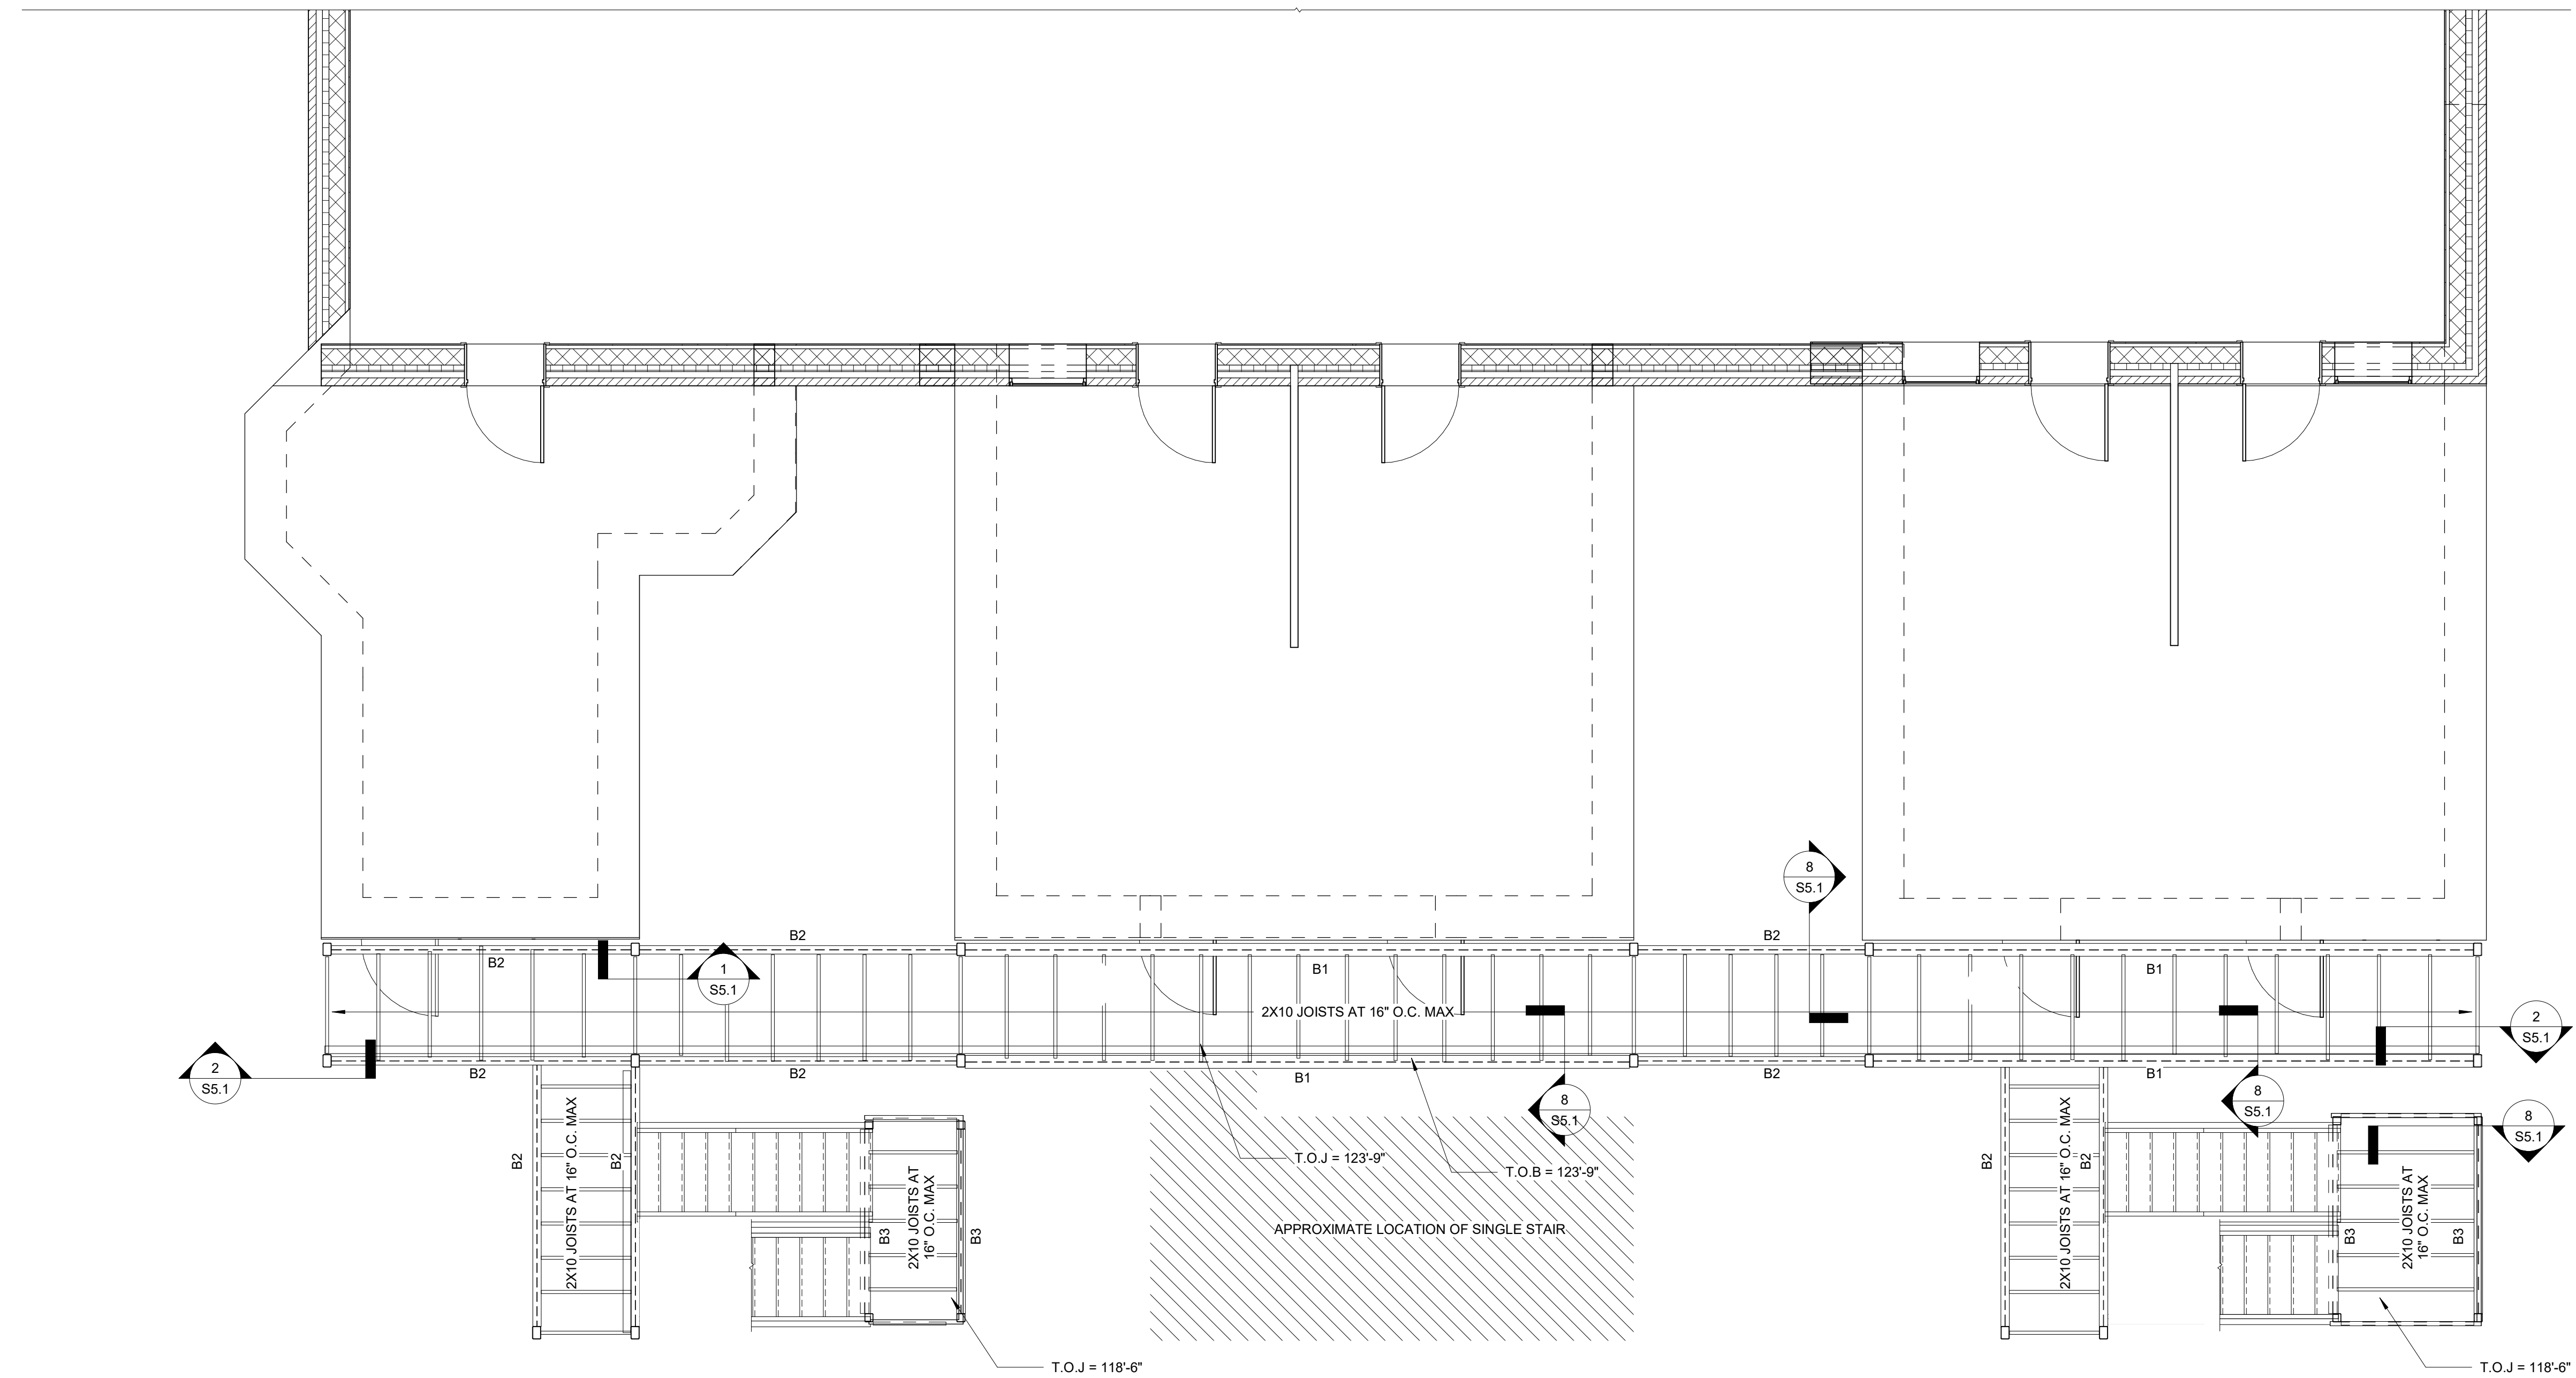 8
S5.1
B2
B2
B2
B1
B1
1
S5.1
2X10 JOISTS AT 16" O.C. MAX
2
S5.1
2
S5.1
B2
B2
B1
B2
B1
8
S5.1
8
S5.1
8
S5.1
B2
2X10 JOISTS AT 16" O.C. MAX
B2
2X10 JOISTS AT
16" O.C. MAX
B3
B3
T.O.J = 123'-9"
T.O.B = 123'-9"
APPROXIMATE LOCATION OF SINGLE STAIR
B2
2X10 JOISTS AT 16" O.C. MAX
B2
B3
2X10 JOISTS AT
16" O.C. MAX
B3
T.O.J = 118'-6"
T.O.J = 118'-6"